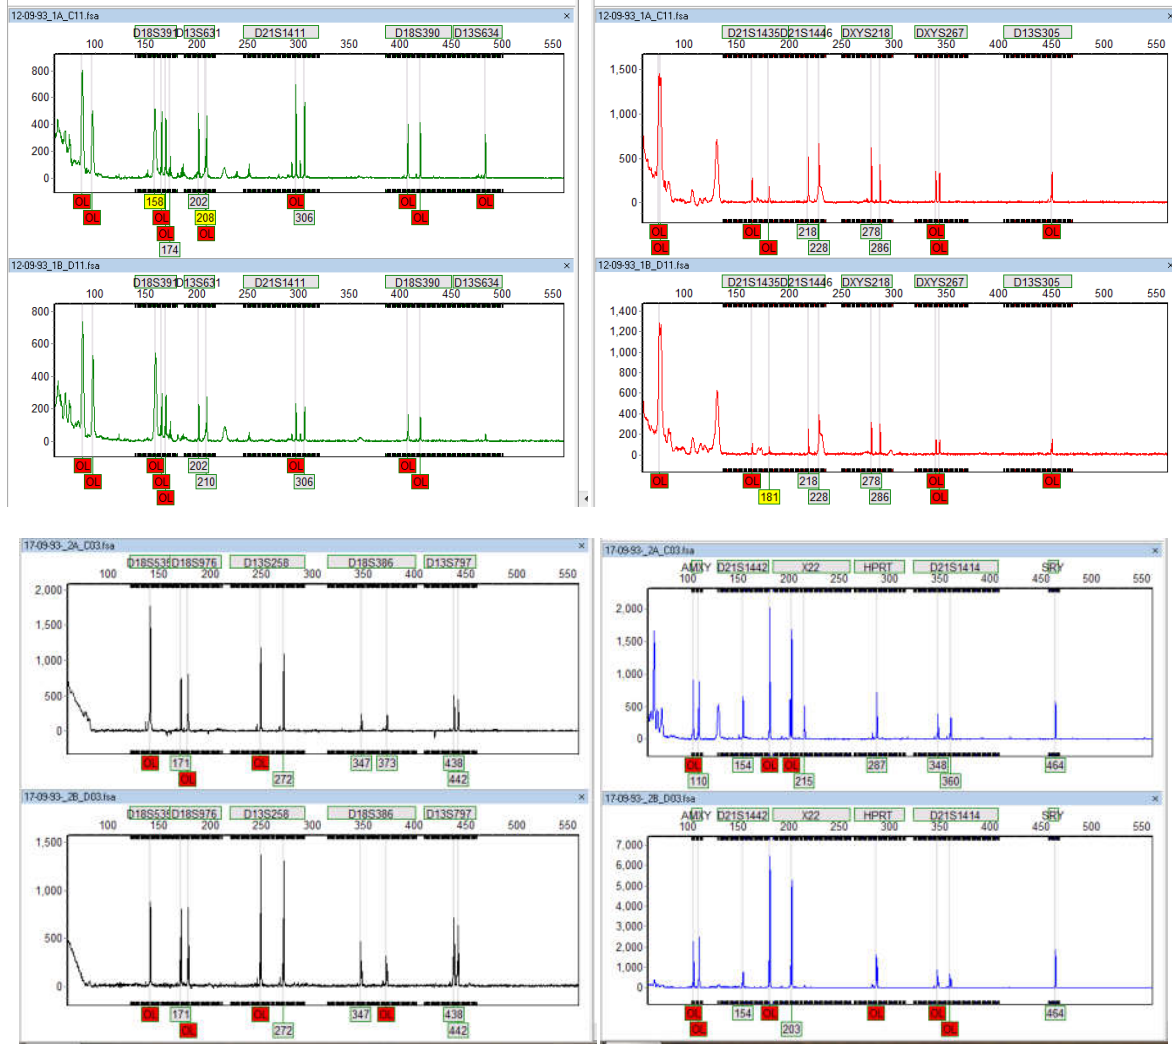 12-09-93_1A_C11.fsa
D18S391 D13S631 D21S1411 D18S390 D13S634
100 150 200 250 300 350 400 450 500 550
800
600
400
200
0
OL 158 202 OL OL OL
OL OL 208 306 OL
174 OL
12-09-93_1B_D11.fsa
D18S391 D13S631 D21S1411 D18S390 D13S634
100 150 200 250 300 350 400 450 500 550
800
600
400
200
0
OL OL 202 OL OL
OL OL 210 306 OL
OL
12-09-93_1A_C11.fsa
D21S1435 D21S1446 DXYS218 DXYS267 D13S305
100 150 200 250 300 350 400 450 500 550
1,500
1,000
500
0
OL OL 218 278 OL OL
OL OL 228 286 OL
12-09-93_1B_D11.fsa
D21S1435 D21S1446 DXYS218 DXYS267 D13S305
100 150 200 250 300 350 400 450 500 550
1,400
1,200
1,000
800
600
400
200
0
OL OL 218 278 OL OL
181 228 286 OL
17-09-93-_2A_C03.fsa
D18S535 D18S976 D13S258 D18S386 D13S797
100 150 200 250 300 350 400 450 500 550
2,000
1,500
1,000
500
0
OL 171 OL 347 373 438
OL 272 442
17-09-93-_2B_D03.fsa
D18S535 D18S976 D13S258 D18S386 D13S797
100 150 200 250 300 350 400 450 500 550
1,500
1,000
500
0
OL 171 OL 347 OL 438
OL 272 442
17-09-93-_2A_C03.fsa
AMXY D21S1442 X22 HPRT D21S1414 SRY
100 150 200 250 300 350 400 450 500 550
2,000
1,500
1,000
500
0
OL 154 OL OL 287 348 464
110 215 360
17-09-93-_2B_D03.fsa
AMXY D21S1442 X22 HPRT D21S1414 SRY
100 150 200 250 300 350 400 450 500 550
7,000
6,000
5,000
4,000
3,000
2,000
1,000
0
OL 154 OL OL OL 464
OL 203 OL